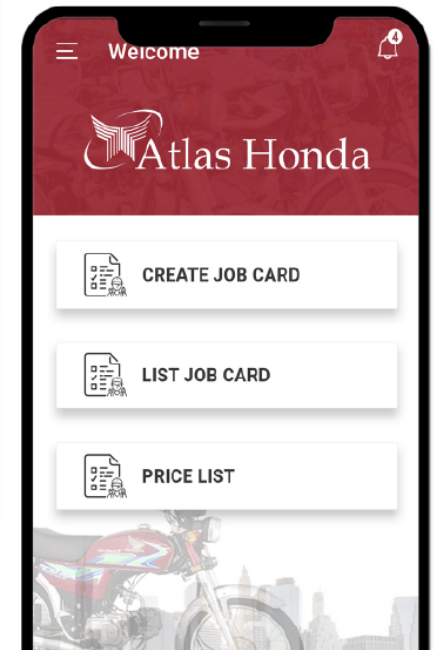 Welcome
4
Atlas Honda
CREATE JOB CARD
LIST JOB CARD
PRICE LIST